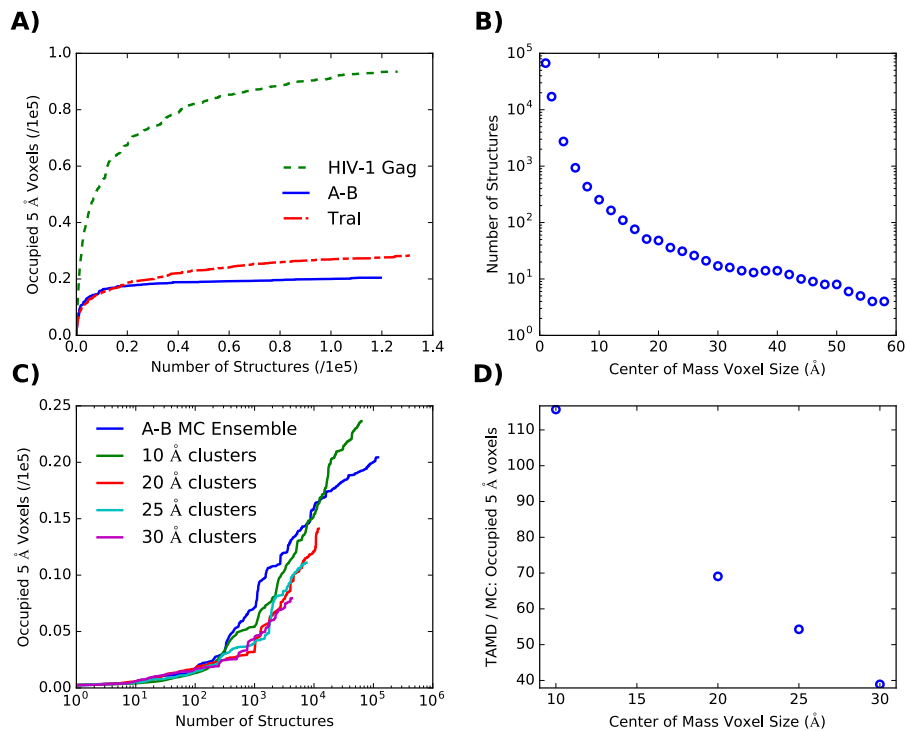 A)
Occupied 5 Å Voxels (/1e5)
1.0
0.8
0.6
0.4
0.2
0.0
HIV-1 Gag
A-B
TraI
0.0 0.2 0.4 0.6 0.8 1.0 1.2 1.4
Number of Structures (/1e5)
B)
Number of Structures
10^5
10^4
10^3
10^2
10^1
10^0
0 10 20 30 40 50 60
Center of Mass Voxel Size (Å)
C)
Occupied 5 Å Voxels (/1e5)
0.25
0.20
0.15
0.10
0.05
0.00
A-B MC Ensemble
10 Å clusters
20 Å clusters
25 Å clusters
30 Å clusters
10^0 10^1 10^2 10^3 10^4 10^5 10^6
Number of Structures
D)
TAMD / MC: Occupied 5 Å voxels
110
100
90
80
70
60
50
40
10 15 20 25 30
Center of Mass Voxel Size (Å)